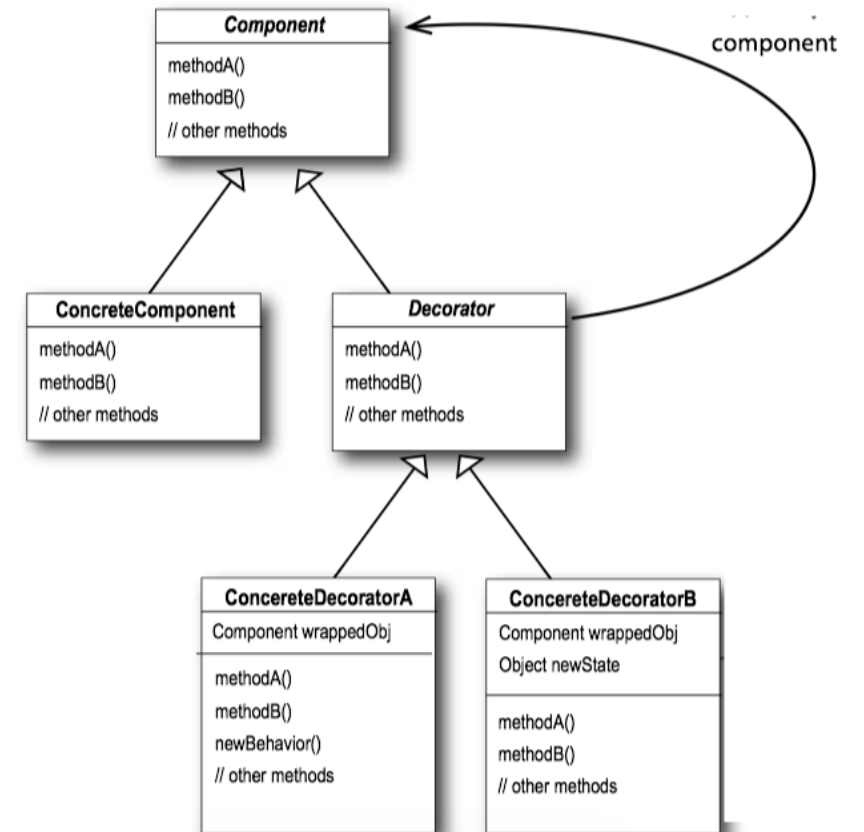 Component
methodA()
methodB()
// other methods
component
ConcreteComponent
methodA()
methodB()
// other methods
Decorator
methodA()
methodB()
// other methods
ConcereteDecoratorA
Component wrappedObj
methodA()
methodB()
newBehavior()
// other methods
ConcereteDecoratorB
Component wrappedObj
Object newState
methodA()
methodB()
// other methods